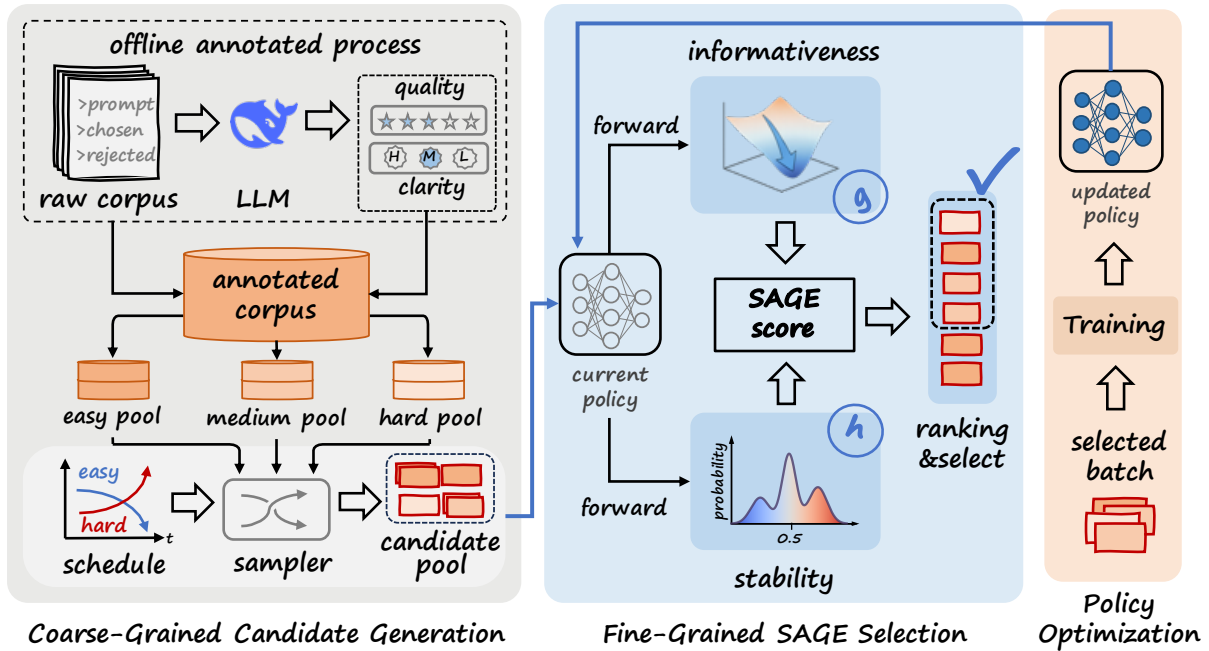 offline annotated process
>prompt
>chosen
>rejected
raw corpus
LLM
quality
H M L
clarity
annotated
corpus
easy pool
medium pool
hard pool
easy
hard
t
schedule
sampler
candidate
pool
Coarse-Grained Candidate Generation
informativeness
forward
g
current
policy
SAGE
score
forward
h
probability
0.5
stability
ranking
&select
Fine-Grained SAGE Selection
updated
policy
Training
selected
batch
Policy
Optimization